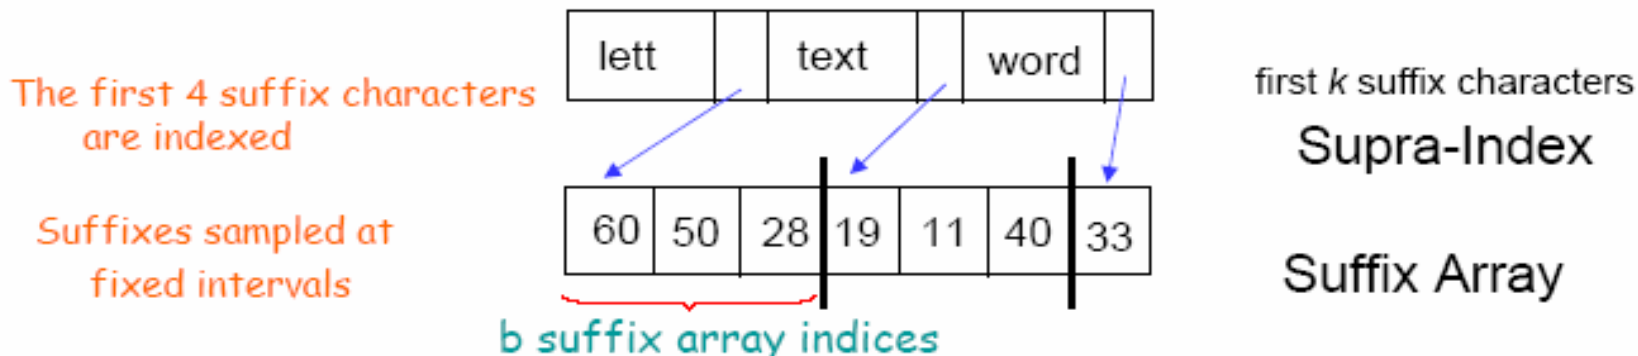 lett text word
The first 4 suffix characters
are indexed
first k suffix characters
Supra-Index
60 50 28 19 11 40 33
Suffixes sampled at
fixed intervals
Suffix Array
b suffix array indices